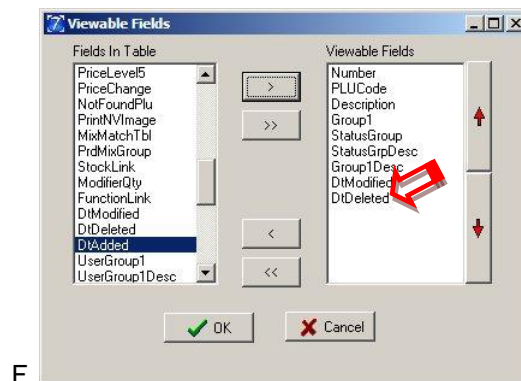 Viewable Fields
Fields In Table
PriceLevel5
PriceChange
NotFoundPlu
PrintNVImage
MixMatchTbl
PrdMixGroup
StockLink
ModifierQty
FunctionLink
DtModified
DtDeleted
DtAdded
UserGroup1
UserGroup1Desc
>
>>
<
<<
Viewable Fields
Number
PLUCode
Description
Group1
StatusGroup
StatusGrpDesc
Group1Desc
DtModified
DtDeleted
OK
Cancel
F